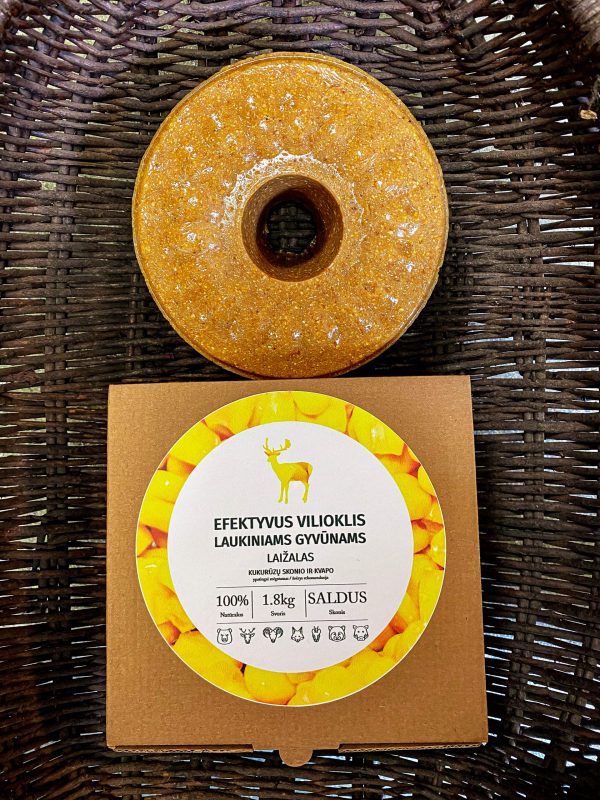 EFEKTYVUS VILIOKLIS
LAUKINIAMS GYVŪNAMS
LAIŽALAS
KUKURŪZŲ SKONIO IR KVAPO
100% 1.8kg SALDUS
Natūralus Svoris Skonis